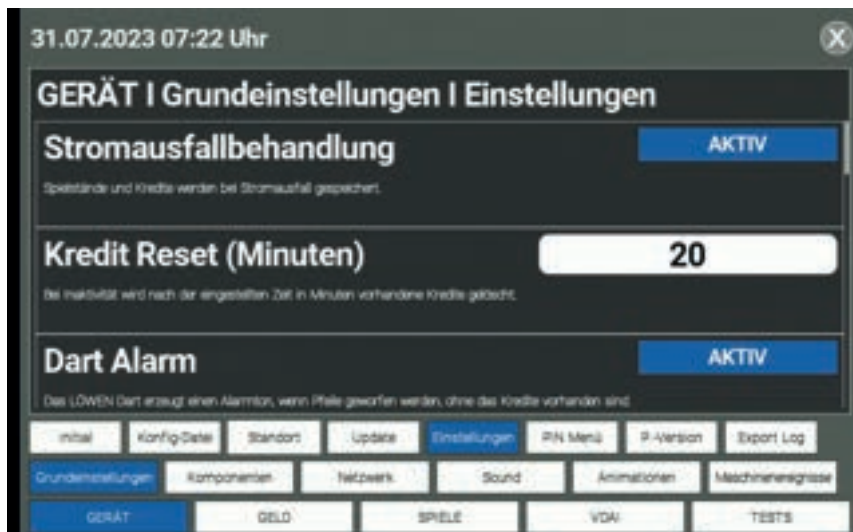 31.07.2023 07:22 Uhr
X
GERÄT I Grundeinstellungen I Einstellungen
Stromausfallbehandlung AKTIV
Spielstände und Kredite werden bei Stromausfall gespeichert.
Kredit Reset (Minuten) 20
Bei Inaktivität wird nach der eingestellten Zeit in Minuten vorhandene Kredite gelöscht.
Dart Alarm AKTIV
Das LÖWEN Dart erzeugt einen Alarmton, wenn Pfeile geworfen werden, ohne das Kredite vorhanden sind.
Initial Konfig-Datei Standort Update Einstellungen PIN Menü P-Version Export Log
Grundeinstellungen Komponenten Netzwerk Sound Animationen Maschinenereignisse
GERÄT GELD SPIELE VDAI TESTS